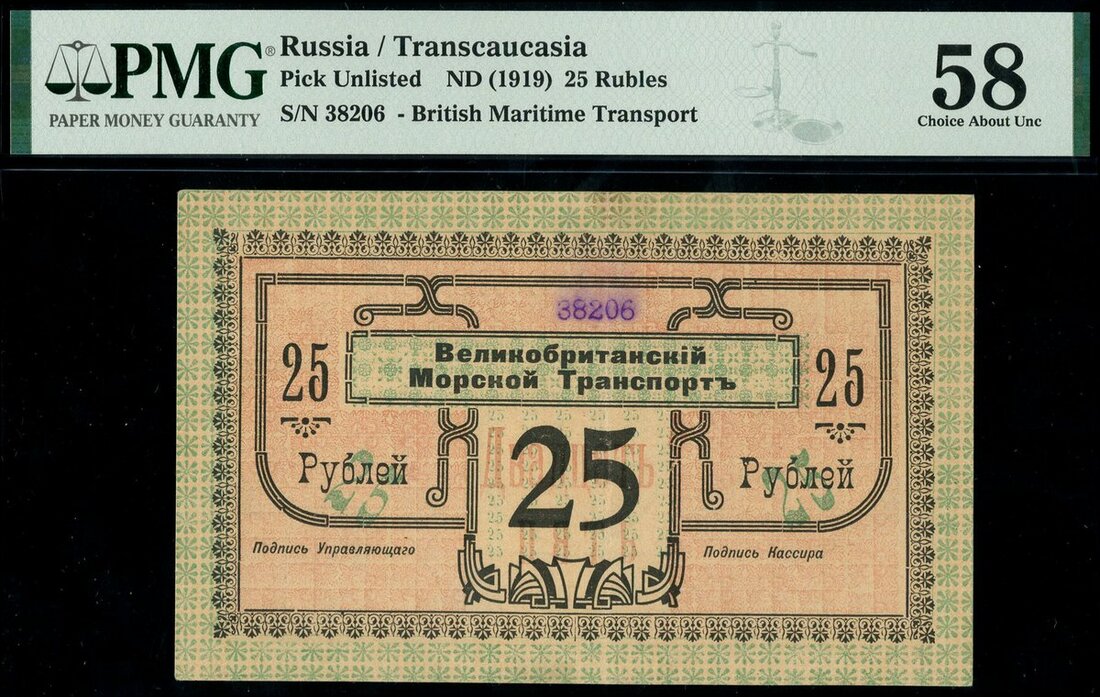 PMG®
PAPER MONEY GUARANTY
Russia / Transcaucasia
Pick Unlisted ND (1919) 25 Rubles
S/N 38206 - British Maritime Transport
58
Choice About Unc
38206
Великобританскій
Морской Транспортъ
25
25
Рублей
25
Рублей
Подпись Управляющаго
Подпись Кассира